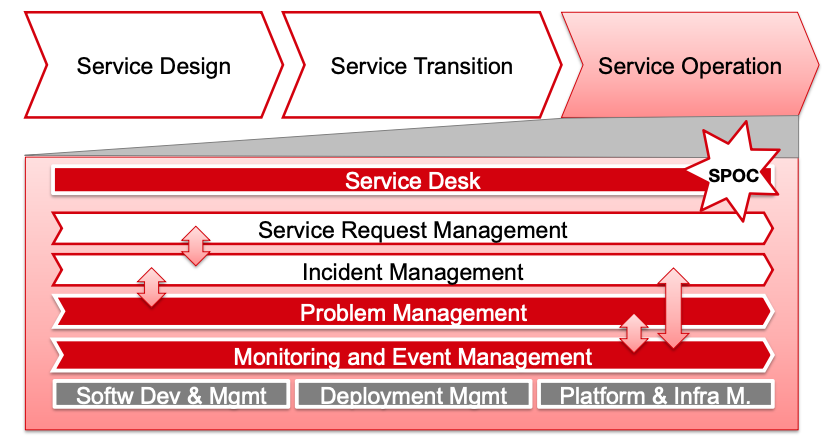 Service Design
Service Transition
Service Operation
Service Desk
SPOC
Service Request Management
Incident Management
Problem Management
Monitoring and Event Management
Softw Dev & Mgmt
Deployment Mgmt
Platform & Infra M.